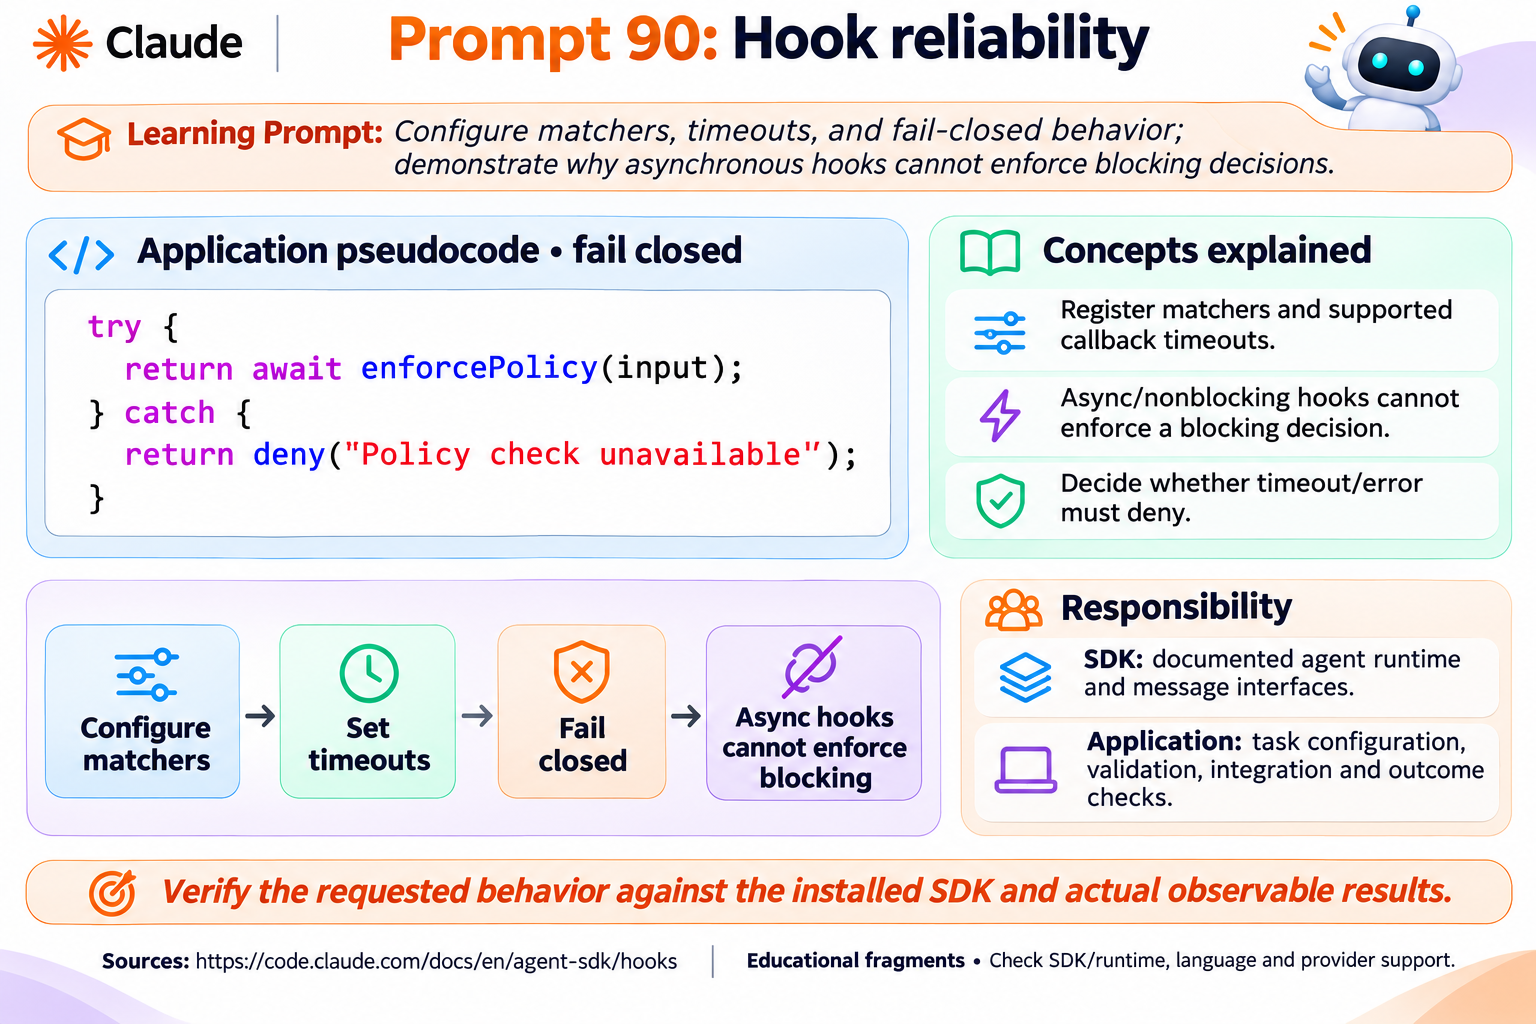 Claude
Prompt 90: Hook reliability
Learning Prompt: Configure matchers, timeouts, and fail-closed behavior;
demonstrate why asynchronous hooks cannot enforce blocking decisions.
</> Application pseudocode • fail closed
try {
  return await enforcePolicy(input);
} catch {
  return deny("Policy check unavailable");
}
Concepts explained
Register matchers and supported
callback timeouts.
Async/nonblocking hooks cannot
enforce a blocking decision.
Decide whether timeout/error
must deny.
Configure
matchers
Set
timeouts
Fail
closed
Async hooks
cannot enforce
blocking
Responsibility
SDK: documented agent runtime
and message interfaces.
Application: task configuration,
validation, integration and outcome
checks.
Verify the requested behavior against the installed SDK and actual observable results.
Sources: https://code.claude.com/docs/en/agent-sdk/hooks
Educational fragments • Check SDK/runtime, language and provider support.